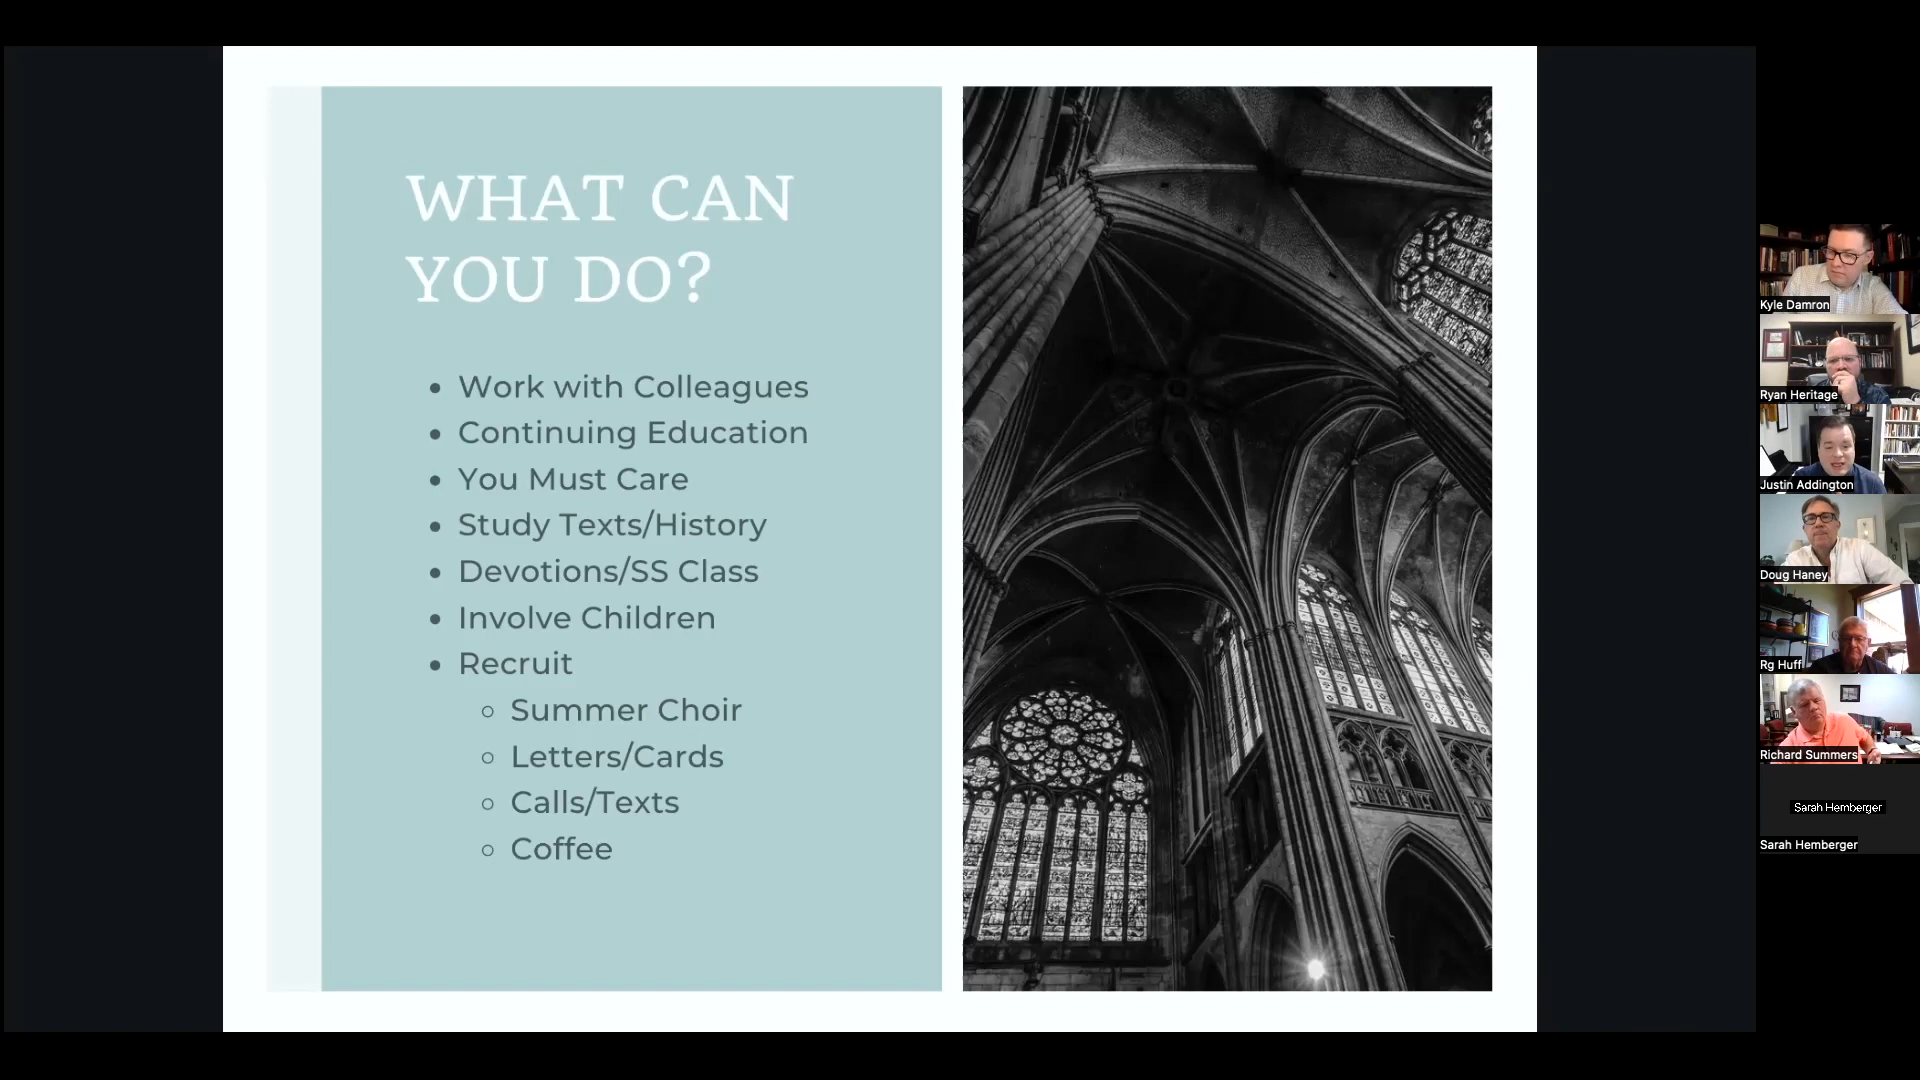 WHAT CAN
YOU DO?
• Work with Colleagues
• Continuing Education
• You Must Care
• Study Texts/History
• Devotions/SS Class
• Involve Children
• Recruit
○ Summer Choir
○ Letters/Cards
○ Calls/Texts
○ Coffee
Kyle Damron
Ryan Heritage
Justin Addington
Doug Haney
Rg Huff
Richard Summers
Sarah Hemberger
Sarah Hemberger